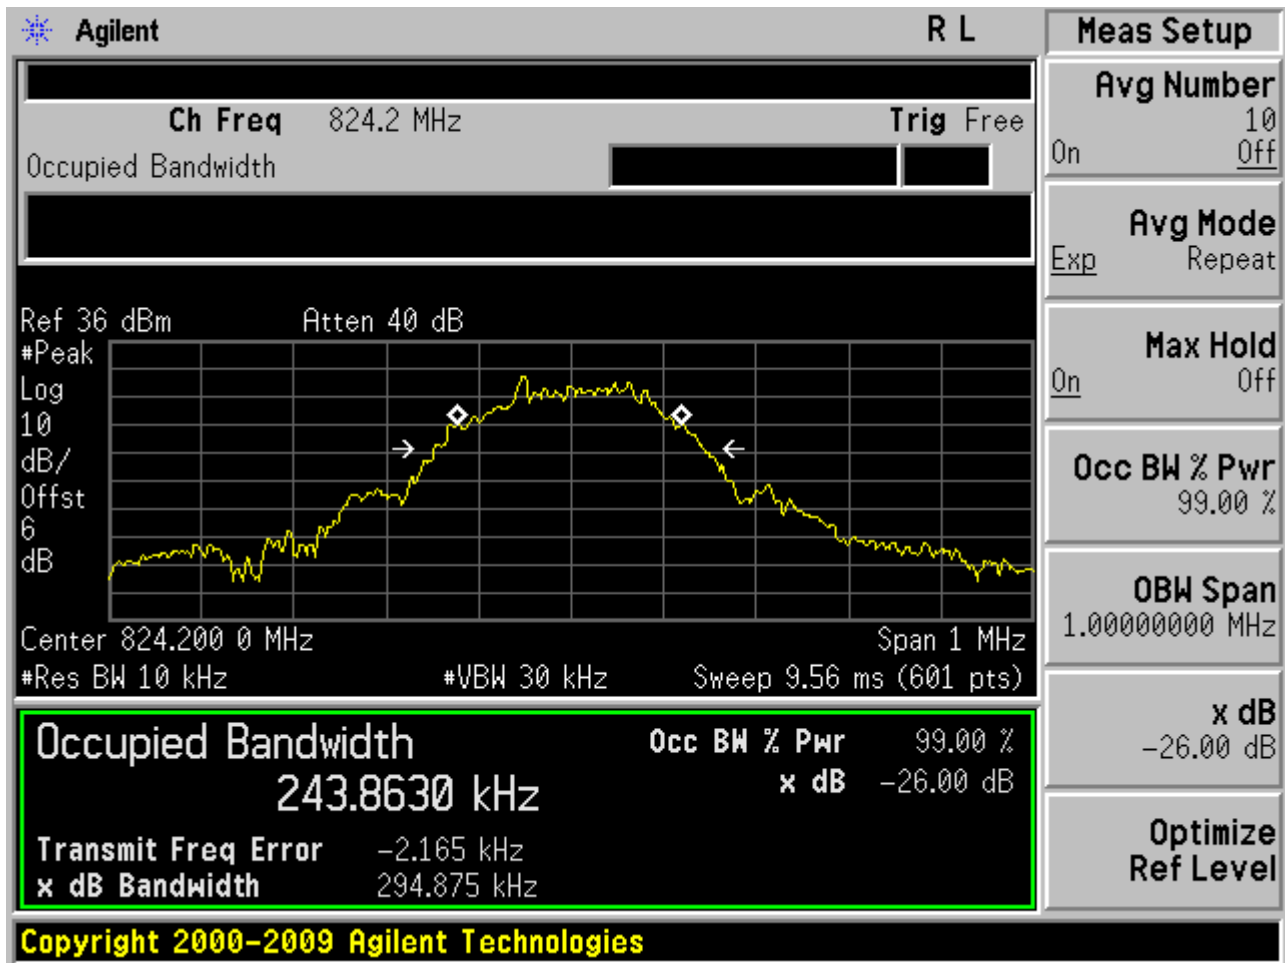 Agilent R L
Ch Freq 824.2 MHz Trig Free
Occupied Bandwidth
Ref 36 dBm Atten 40 dB
#Peak
Log
10
dB/
Offst
6
dB
Center 824.200 0 MHz Span 1 MHz
#Res BW 10 kHz #VBW 30 kHz Sweep 9.56 ms (601 pts)
Occupied Bandwidth Occ BW % Pwr 99.00 %
243.8630 kHz x dB -26.00 dB
Transmit Freq Error -2.165 kHz
x dB Bandwidth 294.875 kHz
Copyright 2000-2009 Agilent Technologies
Meas Setup
Avg Number
10
On Off
Avg Mode
Exp Repeat
Max Hold
On Off
Occ BW % Pwr
99.00 %
OBW Span
1.00000000 MHz
x dB
-26.00 dB
Optimize
Ref Level